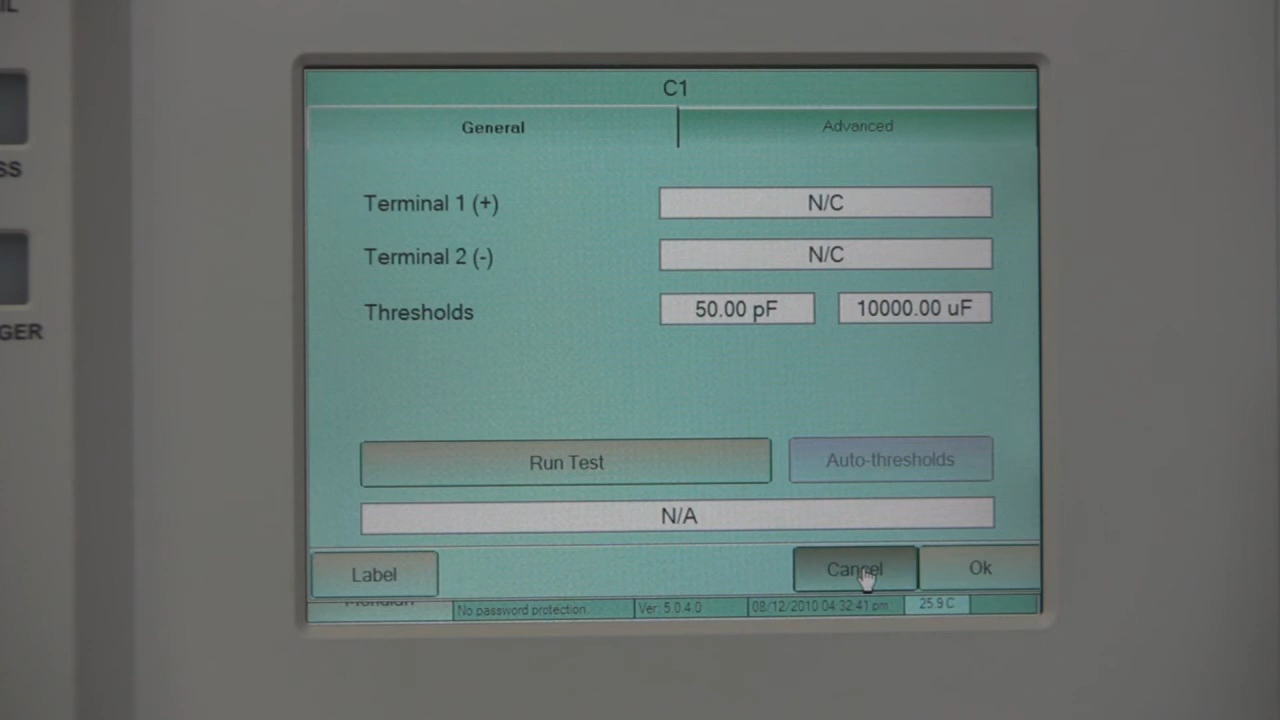 C1
General
Advanced
Terminal 1 (+)
N/C
Terminal 2 (-)
N/C
Thresholds
50.00 pF
10000.00 uF
Run Test
Auto-thresholds
N/A
Label
Cancel
Ok
Meridian
No password protection
Ver: 5.0.4.0
08/12/2010 04:32:41 pm
25.9 C
SS
GER